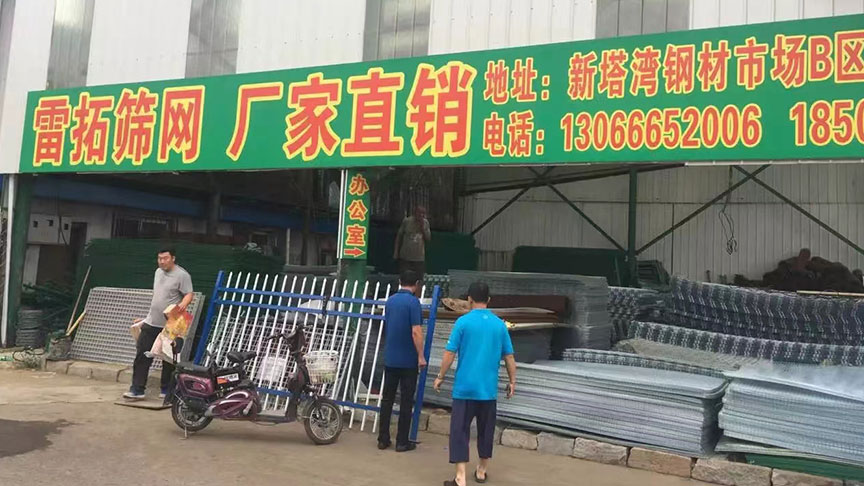 雷拓筛网 厂家直销
地址：新塔湾钢材市场B区
电话：13066652006 1850
办公室→